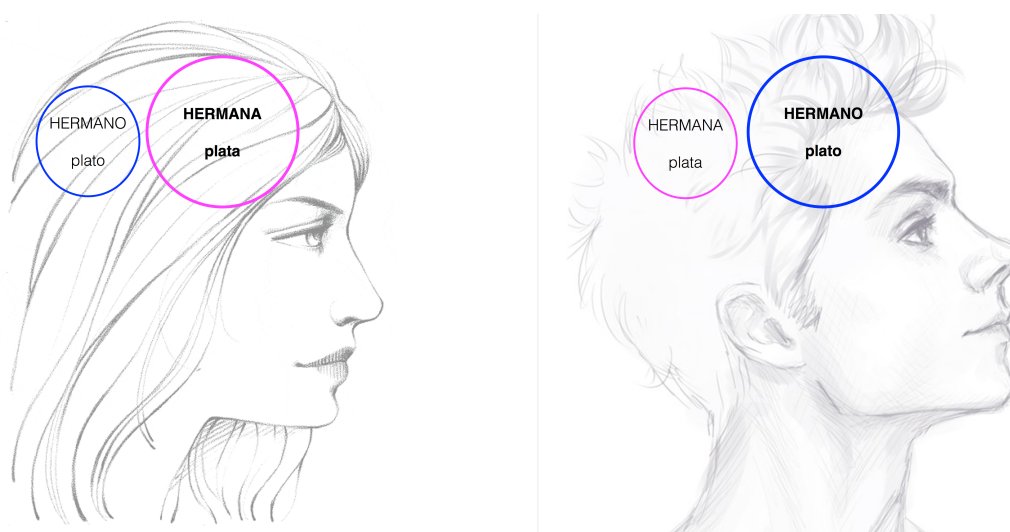 HERMANO
plato
HERMANA
plata
HERMANA
plata
HERMANO
plato